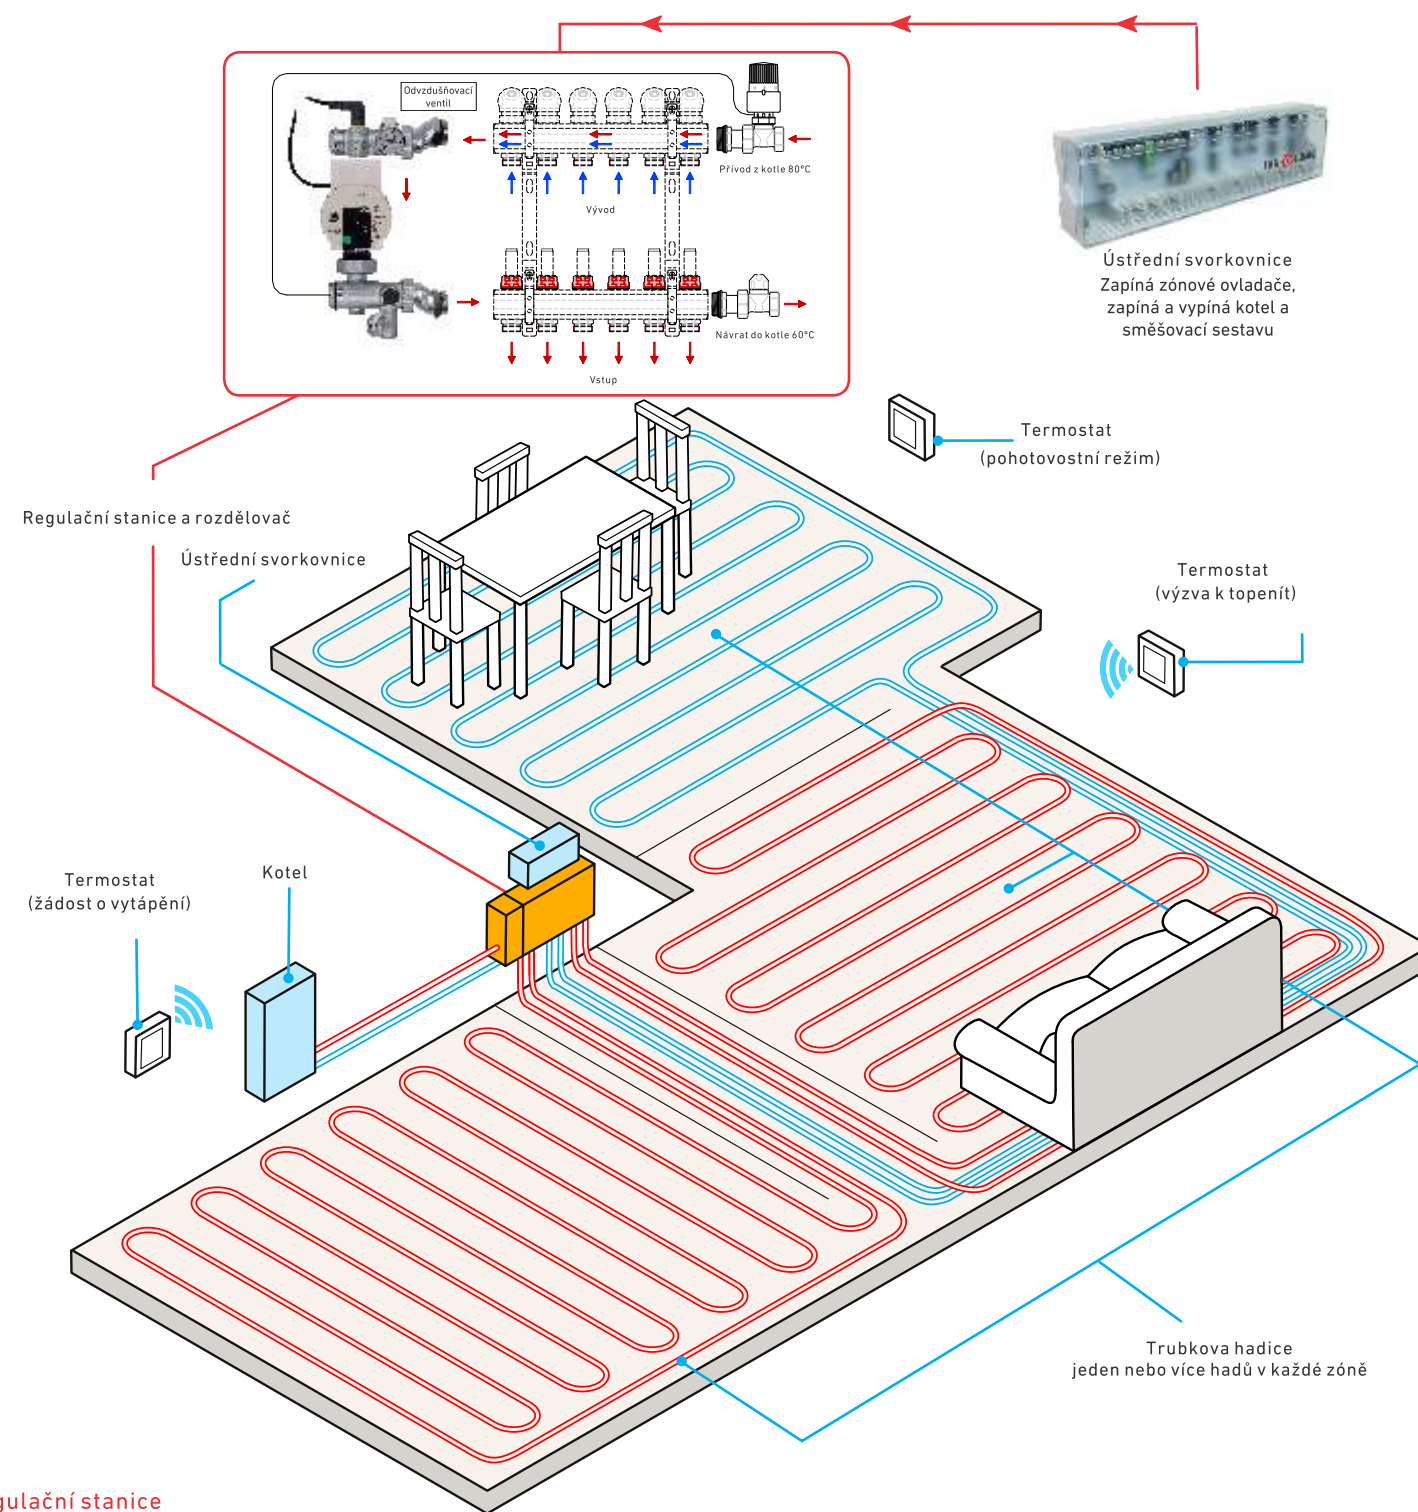 Odvzdušňovací
ventil
Přívod z kotle 80°C
Vývod
Návrat do kotle 60°C
Vstup
Ústřední svorkovnice
Zapíná zónové ovladače,
zapíná a vypíná kotel a
směšovací sestavu
Termostat
(pohotovostní režim)
Regulační stanice a rozdělovač
Ústřední svorkovnice
Termostat
(výzva k topenít)
Termostat
(žádost o vytápění)
Kotel
Trubkova hadice
jeden nebo více hadů v každé zóně
gulační stanice